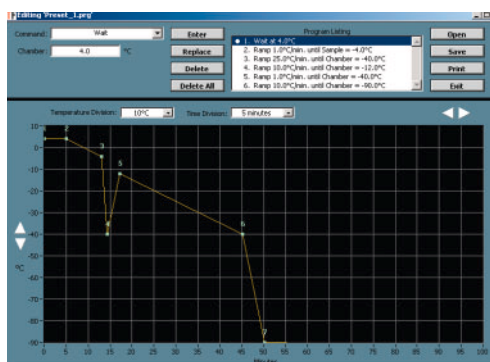 Editing 'Preset_1.prg'
Command: Wait Enter Program Listing Open
Chamber: 4.0 °C Replace Save
Delete Print
Delete All Exit
1. Wait at 4.0°C
2. Ramp 1.0°C/min. until Sample = -4.0°C
3. Ramp 25.0°C/min. until Chamber = -40.0°C
4. Ramp 10.0°C/min. until Chamber = -12.0°C
5. Ramp 1.0°C/min. until Chamber = -40.0°C
6. Ramp 10.0°C/min. until Chamber = -90.0°C
Temperature Division: 10°C Time Division: 5 minutes
10
0
-10
-20
-30
-40
-50
-60
-70
-80
-90
°C
1 2 3 4 5 6 7
0 5 10 15 20 25 30 35 40 45 50 55 60 65 70 75 80 85 90 95 100
Minutes